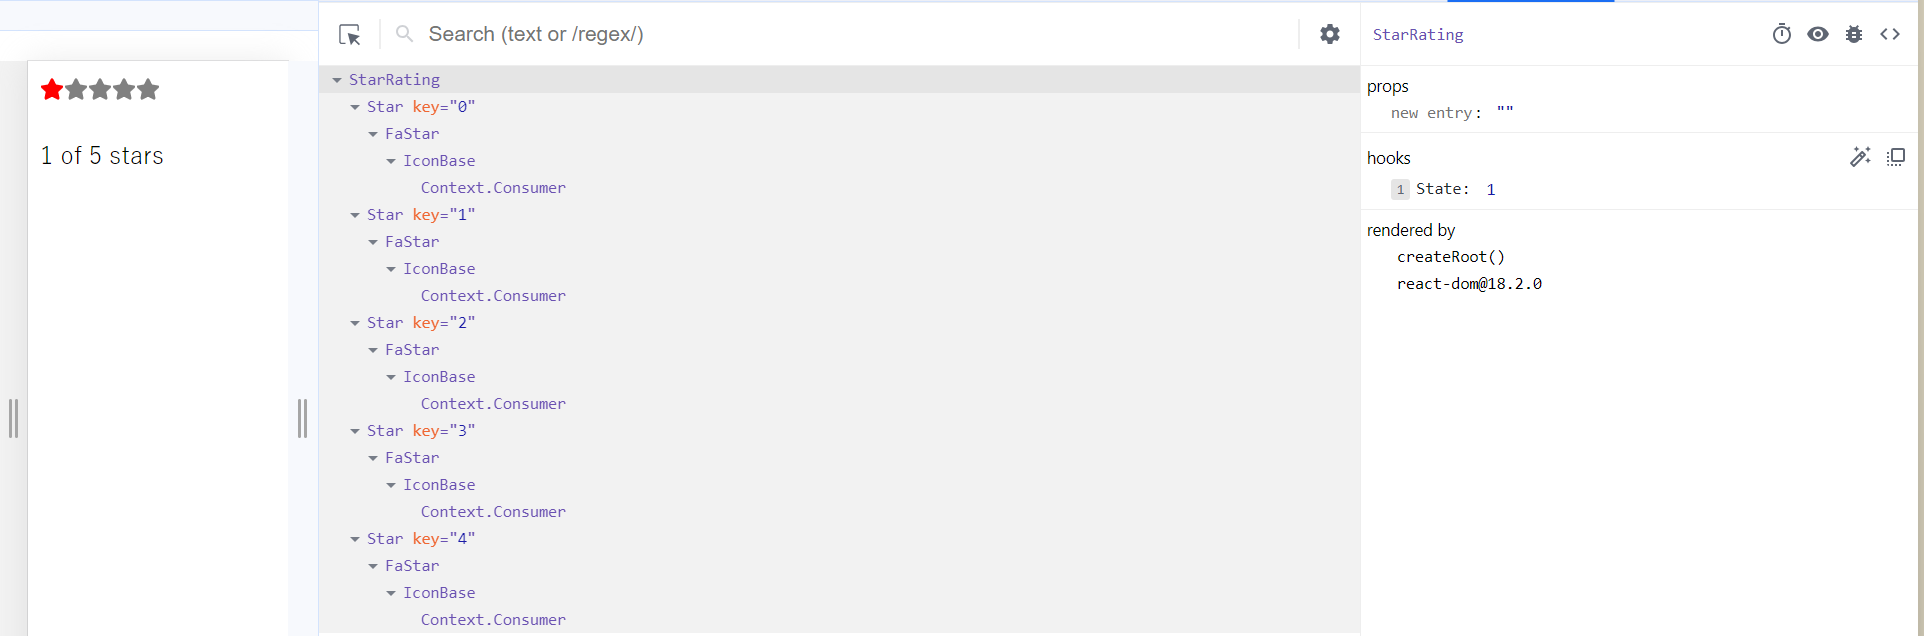 1 of 5 stars
Search (text or /regex/)
StarRating
Star key="0"
FaStar
IconBase
Context.Consumer
Star key="1"
FaStar
IconBase
Context.Consumer
Star key="2"
FaStar
IconBase
Context.Consumer
Star key="3"
FaStar
IconBase
Context.Consumer
Star key="4"
FaStar
IconBase
Context.Consumer
StarRating
props
new entry: ""
hooks
1 State: 1
rendered by
createRoot()
react-dom@18.2.0